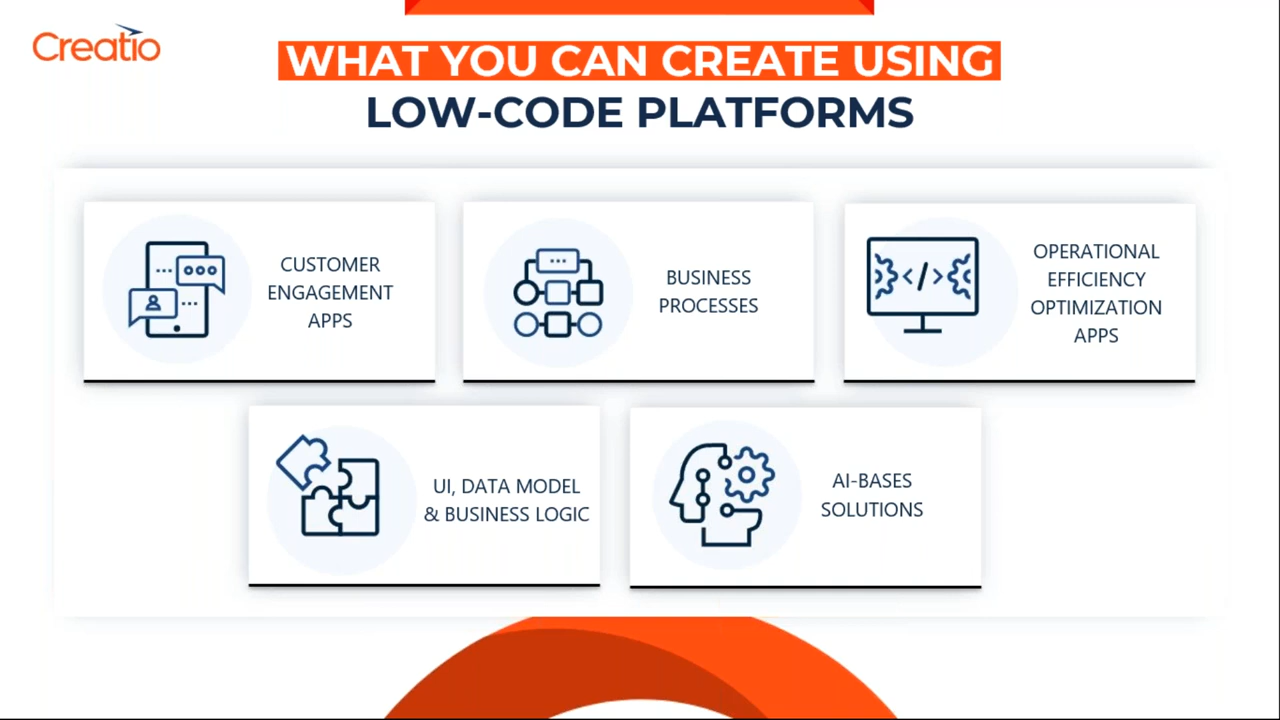 Creatio
WHAT YOU CAN CREATE USING
LOW-CODE PLATFORMS
CUSTOMER
ENGAGEMENT
APPS
BUSINESS
PROCESSES
OPERATIONAL
EFFICIENCY
OPTIMIZATION
APPS
UI, DATA MODEL
& BUSINESS LOGIC
AI-BASES
SOLUTIONS